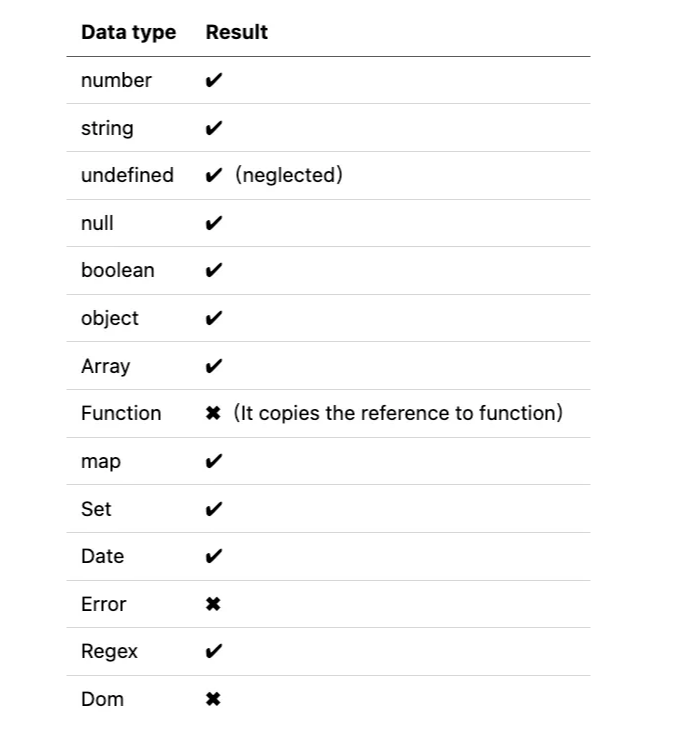 Data type Result
number ✔
string ✔
undefined ✔ (neglected)
null ✔
boolean ✔
object ✔
Array ✔
Function ✖ (It copies the reference to function)
map ✔
Set ✔
Date ✔
Error ✖
Regex ✔
Dom ✖